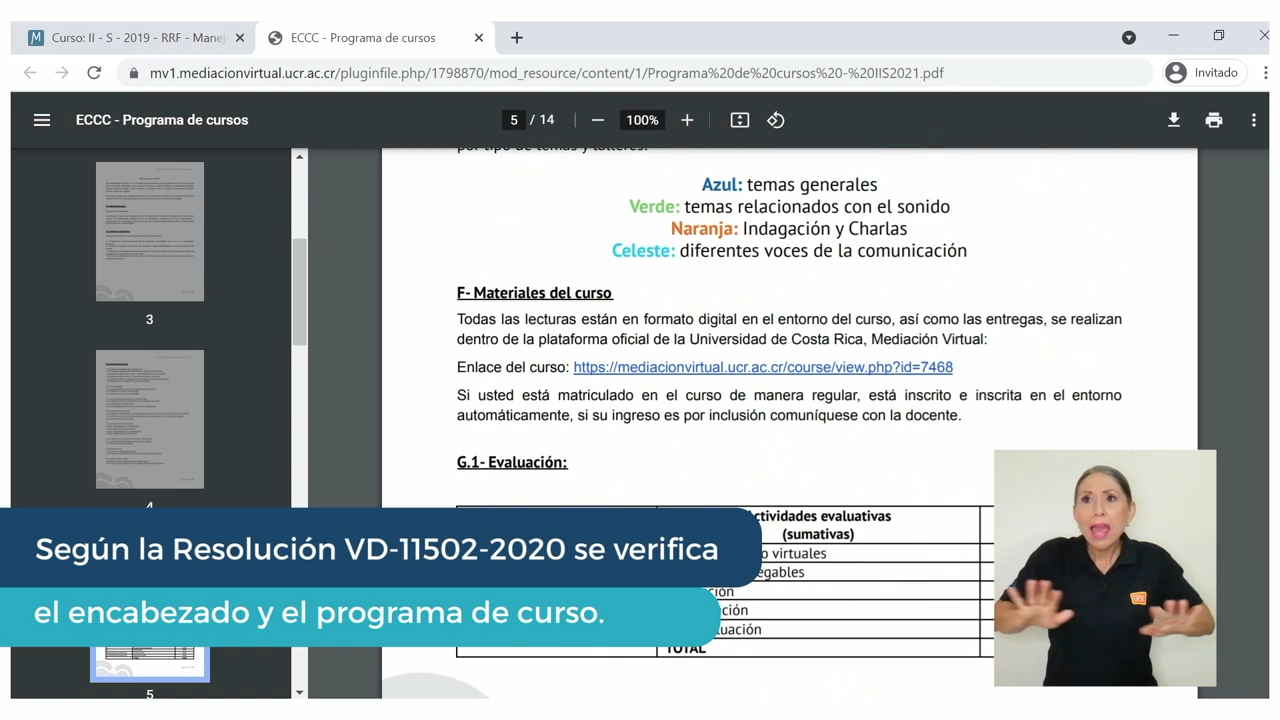 Curso: II - S - 2019 - RRF - Manej
ECCC - Programa de cursos
mv1.mediacionvirtual.ucr.ac.cr/pluginfile.php/1798870/mod_resource/content/1/Programa%20de%20cursos%20-%20IIS2021.pdf
Invitado
ECCC - Programa de cursos
5 / 14
100%
3
4
5
por tipo de temas y talleres.
Azul: temas generales
Verde: temas relacionados con el sonido
Naranja: Indagación y Charlas
Celeste: diferentes voces de la comunicación
F- Materiales del curso
Todas las lecturas están en formato digital en el entorno del curso, así como las entregas, se realizan
dentro de la plataforma oficial de la Universidad de Costa Rica, Mediación Virtual:
Enlace del curso: https://mediacionvirtual.ucr.ac.cr/course/view.php?id=7468
Si usted está matriculado en el curso de manera regular, está inscrito e inscrita en el entorno
automáticamente, si su ingreso es por inclusión comuníquese con la docente.
G.1- Evaluación:
ctividades evaluativas
(sumativas)
o virtuales
egables
ción
ción
uación
TOTAL
Según la Resolución VD-11502-2020 se verifica
el encabezado y el programa de curso.